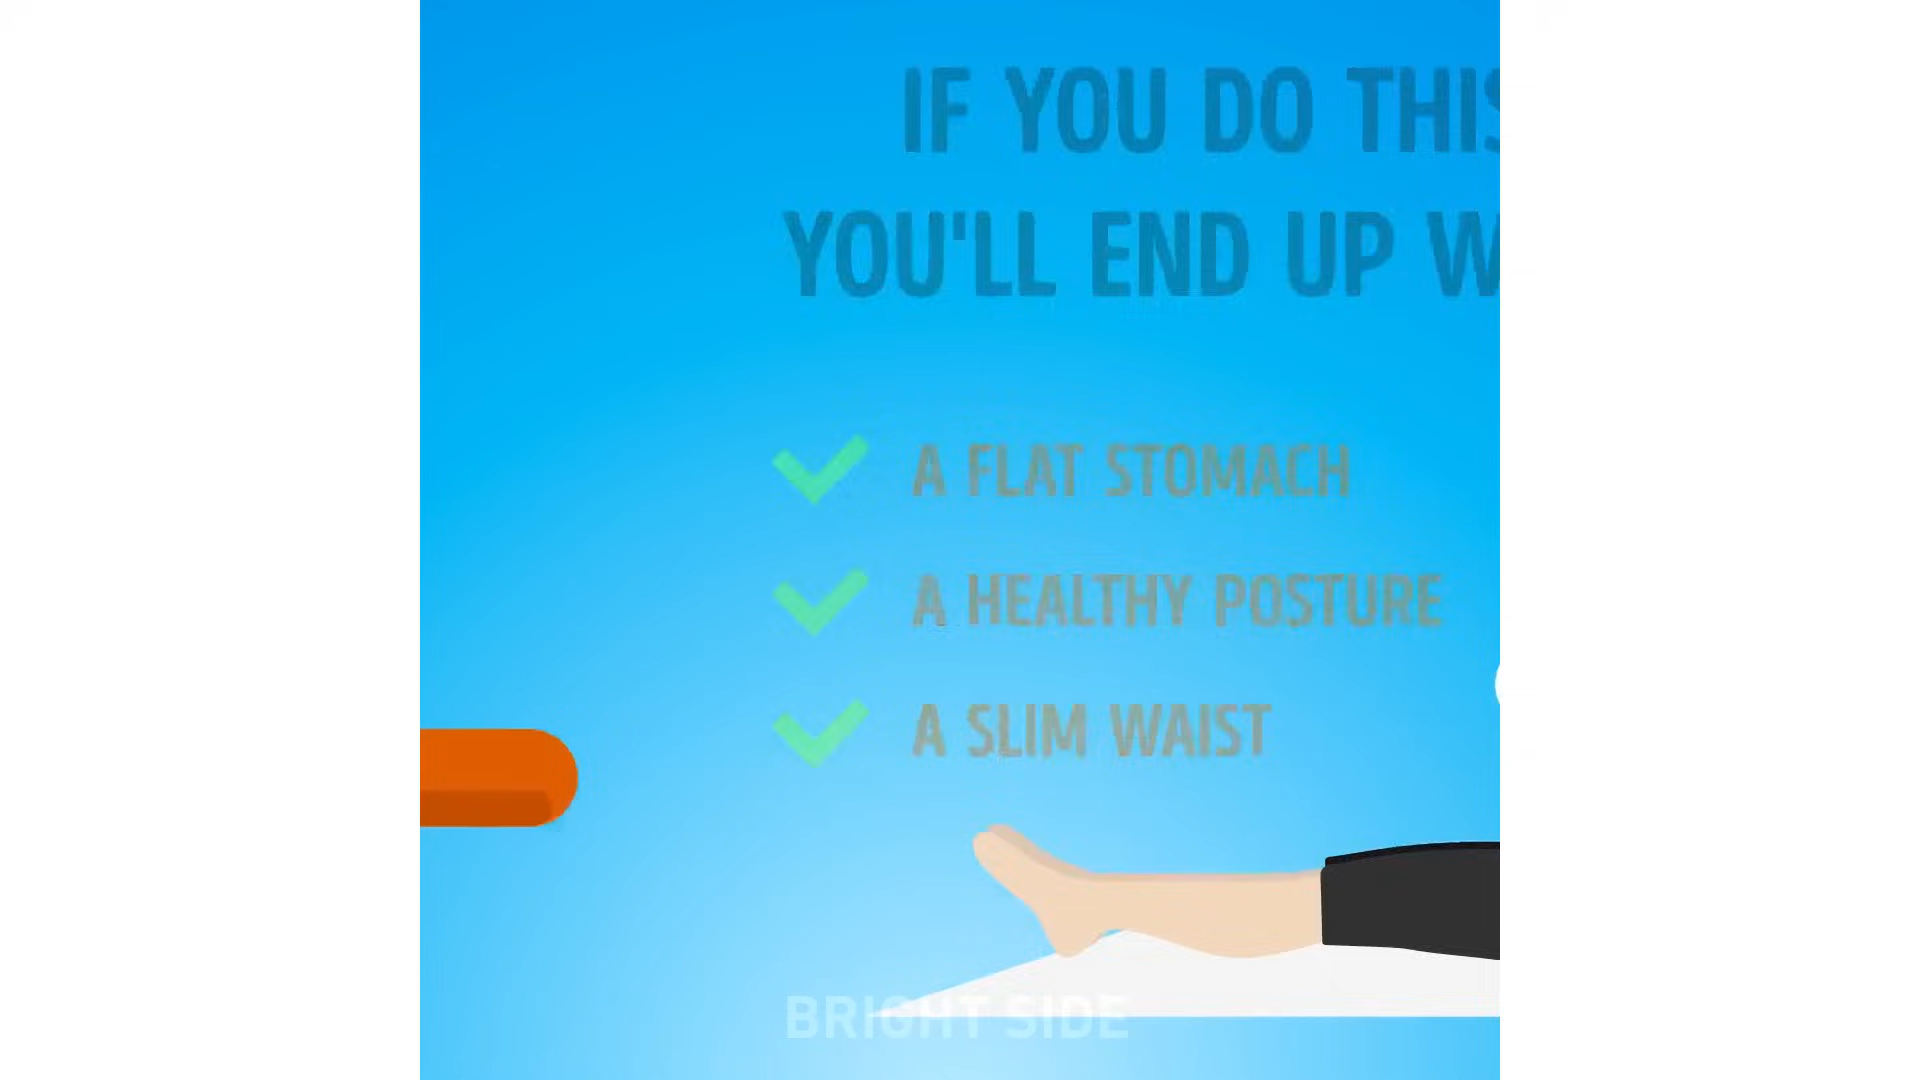 IF YOU DO THIS
YOU'LL END UP W
A FLAT STOMACH
A HEALTHY POSTURE
A SLIM WAIST
BRIGHT SIDE